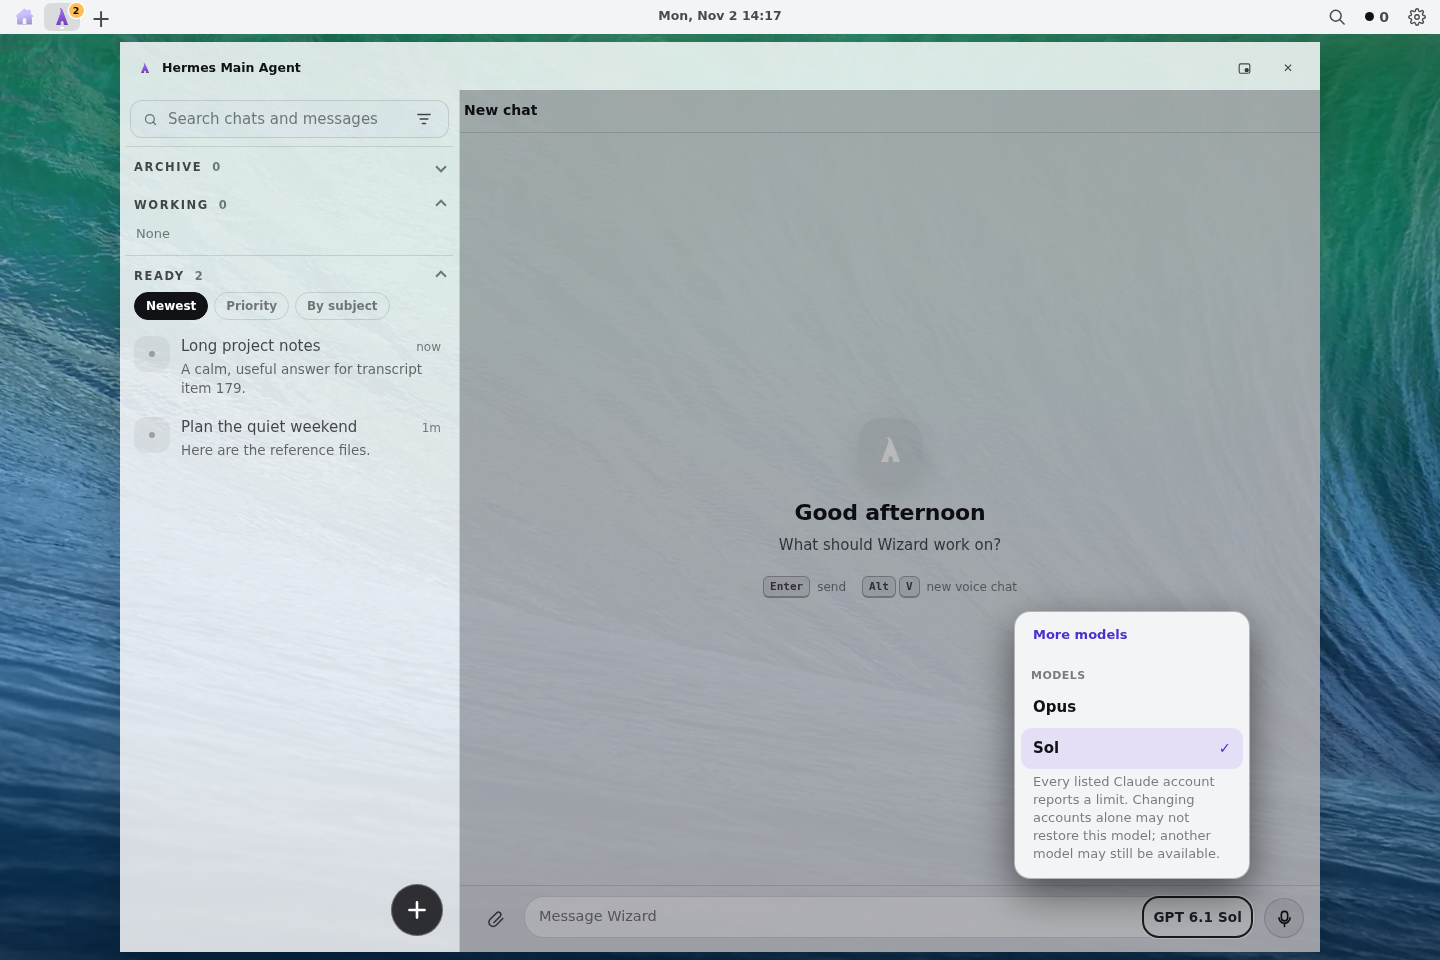 2
Mon, Nov 2 14:17
0
Hermes Main Agent
Search chats and messages
ARCHIVE 0
WORKING 0
None
READY 2
Newest Priority By subject
Long project notes now
A calm, useful answer for transcript
item 179.
Plan the quiet weekend 1m
Here are the reference files.
New chat
Good afternoon
What should Wizard work on?
Enter send Alt V new voice chat
More models
MODELS
Opus
Sol ✓
Every listed Claude account
reports a limit. Changing
accounts alone may not
restore this model; another
model may still be available.
Message Wizard
GPT 6.1 Sol